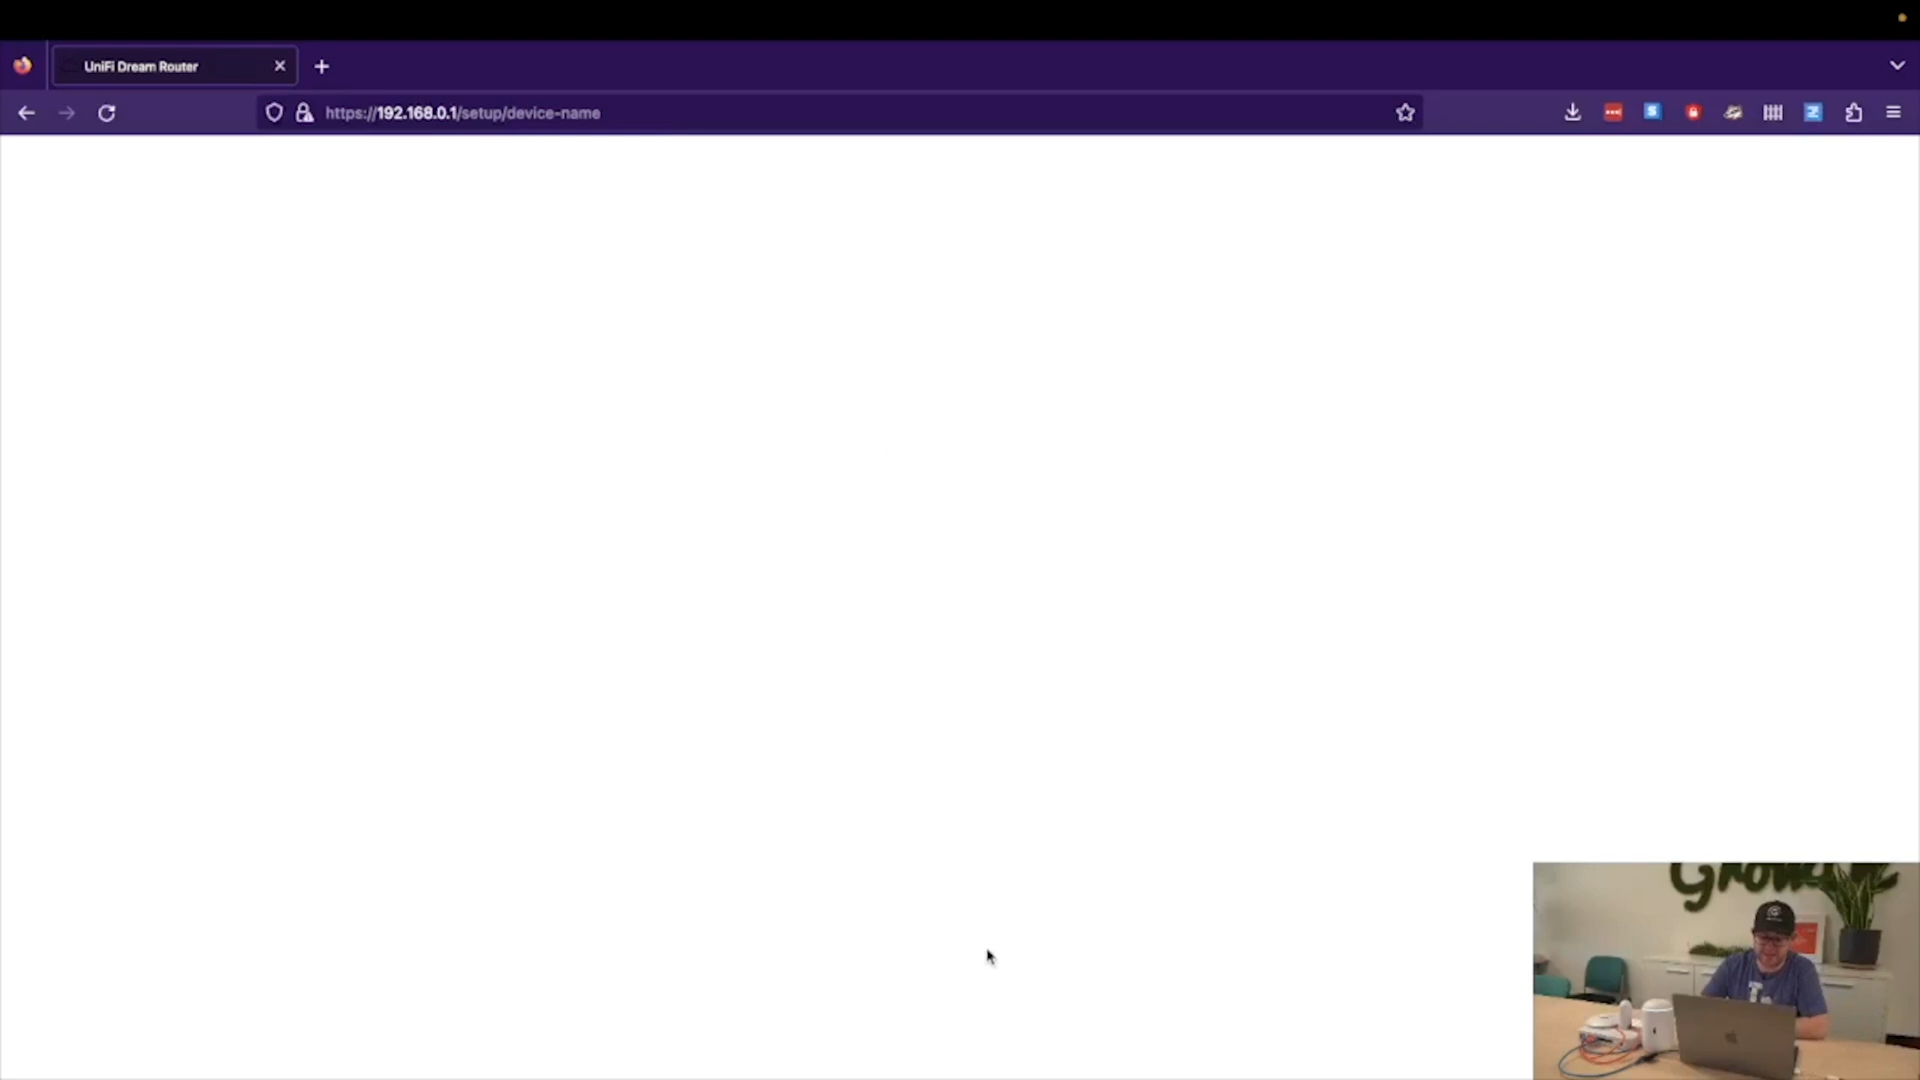 UniFi Dream Router
https://192.168.0.1/setup/device-name